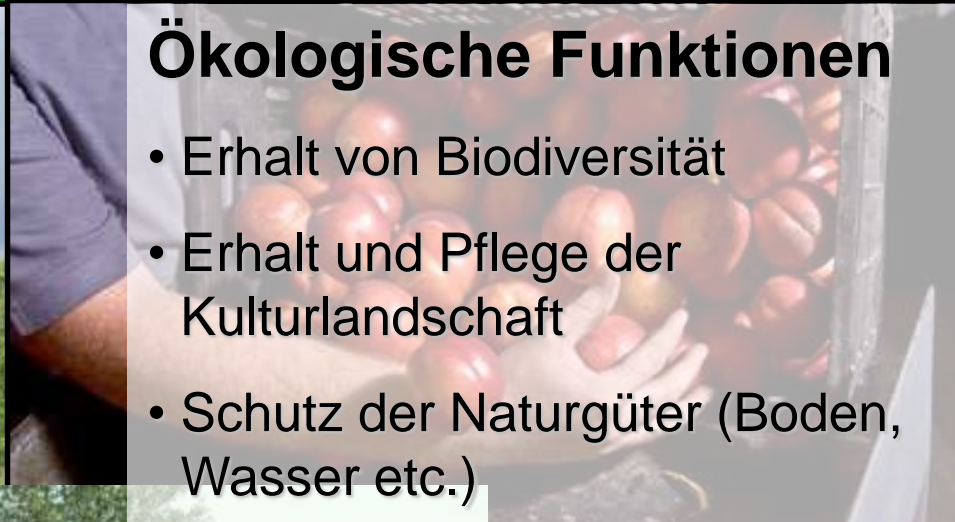 Ökologische Funktionen
• Erhalt von Biodiversität
• Erhalt und Pflege der
Kulturlandschaft
• Schutz der Naturgüter (Boden,
Wasser etc.)